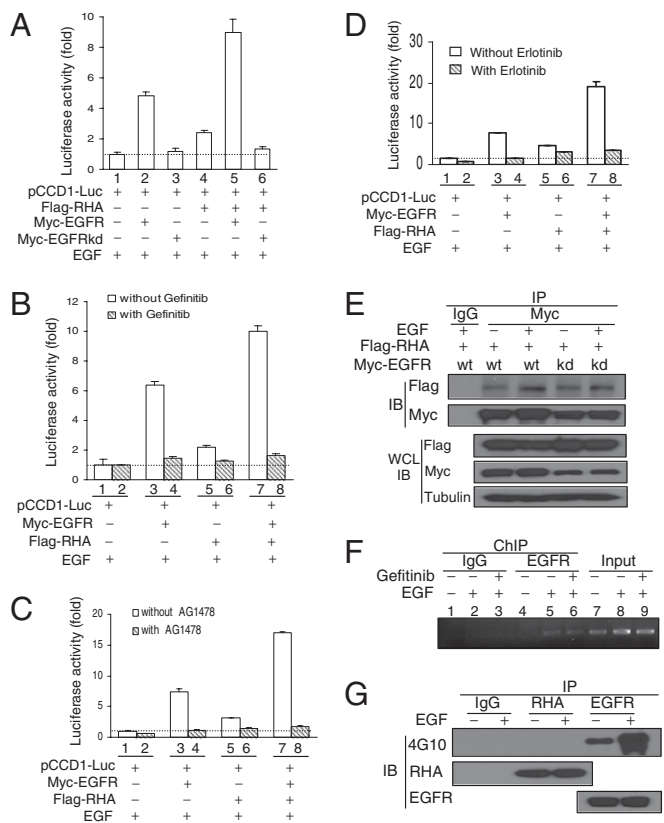 A
Luciferase activity (fold)
10
8
6
4
2
0
1 2 3 4 5 6
pCCD1-Luc + + + + + +
Flag-RHA − − − + + +
Myc-EGFR − + − − + −
Myc-EGFRkd − − + − − +
EGF + + + + + +
B
Luciferase activity (fold)
without Gefitinib
with Gefitinib
12
10
8
6
4
2
0
1 2 3 4 5 6 7 8
pCCD1-Luc + + + +
Myc-EGFR − + − +
Flag-RHA − − + +
EGF + + + +
C
Luciferase activity (fold)
without AG1478
with AG1478
20
15
10
5
0
1 2 3 4 5 6 7 8
pCCD1-Luc + + + +
Myc-EGFR − + − +
Flag-RHA − − + +
EGF + + + +
D
Luciferase activity (fold)
Without Erlotinib
With Erlotinib
30
20
10
0
1 2 3 4 5 6 7 8
pCCD1-Luc + + + +
Myc-EGFR − + − +
Flag-RHA − − + +
EGF + + + +
E
IP
IgG Myc
EGF + − + − +
Flag-RHA + + + + +
Myc-EGFR wt wt wt kd kd
IB
Flag
Myc
WCL
IB
Flag
Myc
Tubulin
F
ChIP
IgG EGFR Input
Gefitinib − − + − − + − − +
EGF − + + − + + − + +
1 2 3 4 5 6 7 8 9
G
IP
IgG RHA EGFR
EGF − + − + − +
IB
4G10
RHA
EGFR